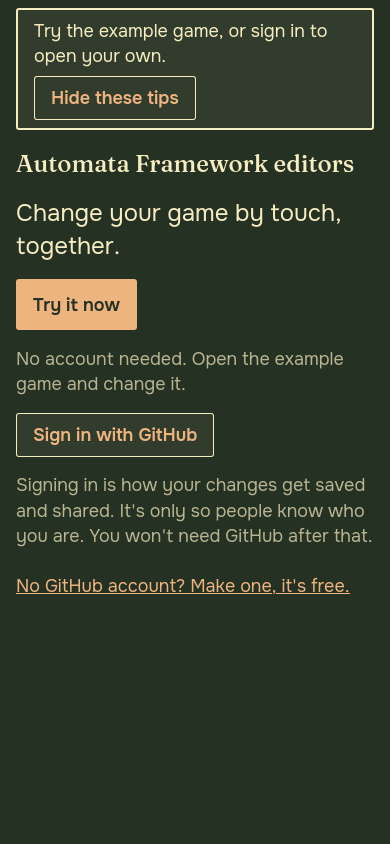 Try the example game, or sign in to
open your own.
Hide these tips
Automata Framework editors
Change your game by touch,
together.
Try it now
No account needed. Open the example
game and change it.
Sign in with GitHub
Signing in is how your changes get saved
and shared. It's only so people know who
you are. You won't need GitHub after that.
No GitHub account? Make one, it's free.